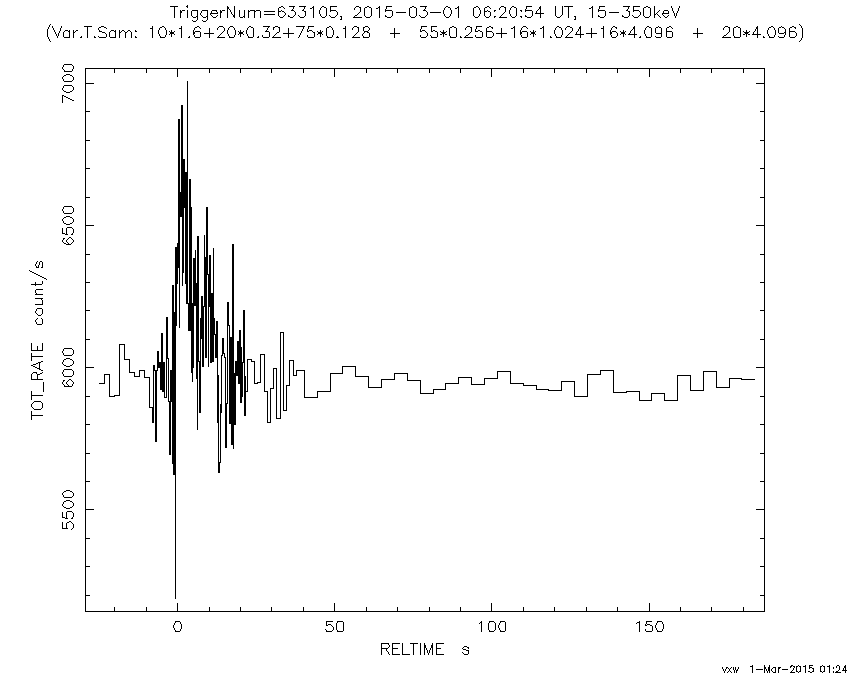 TriggerNum=633105, 2015-03-01 06:20:54 UT, 15-350keV
(Var.T.Sam: 10*1.6+20*0.32+75*0.128 + 55*0.256+16*1.024+16*4.096 + 20*4.096)
7000
6500
6000
5500
TOT_RATE count/s
0 50 100 150
RELTIME s
vxw 1-Mar-2015 01:24